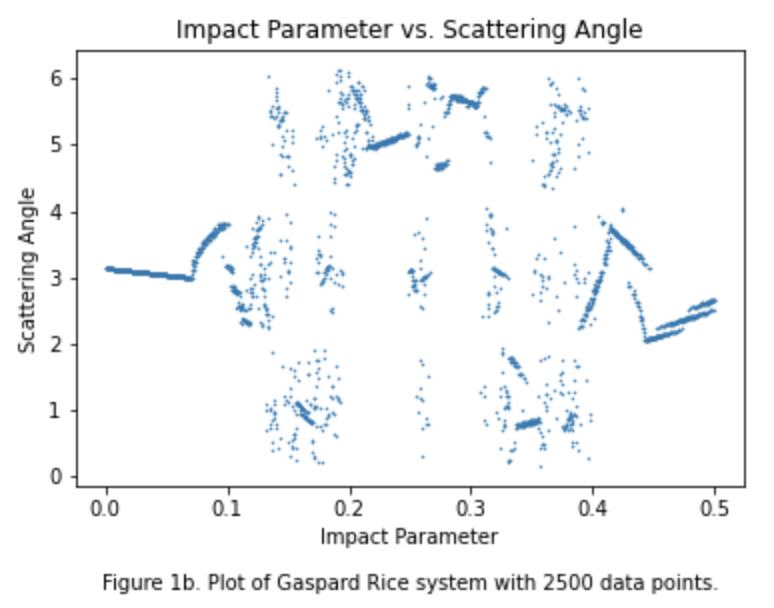 Impact Parameter vs. Scattering Angle
6
5
4
3
2
1
0
Scattering Angle
0.0 0.1 0.2 0.3 0.4 0.5
Impact Parameter
Figure 1b. Plot of Gaspard Rice system with 2500 data points.